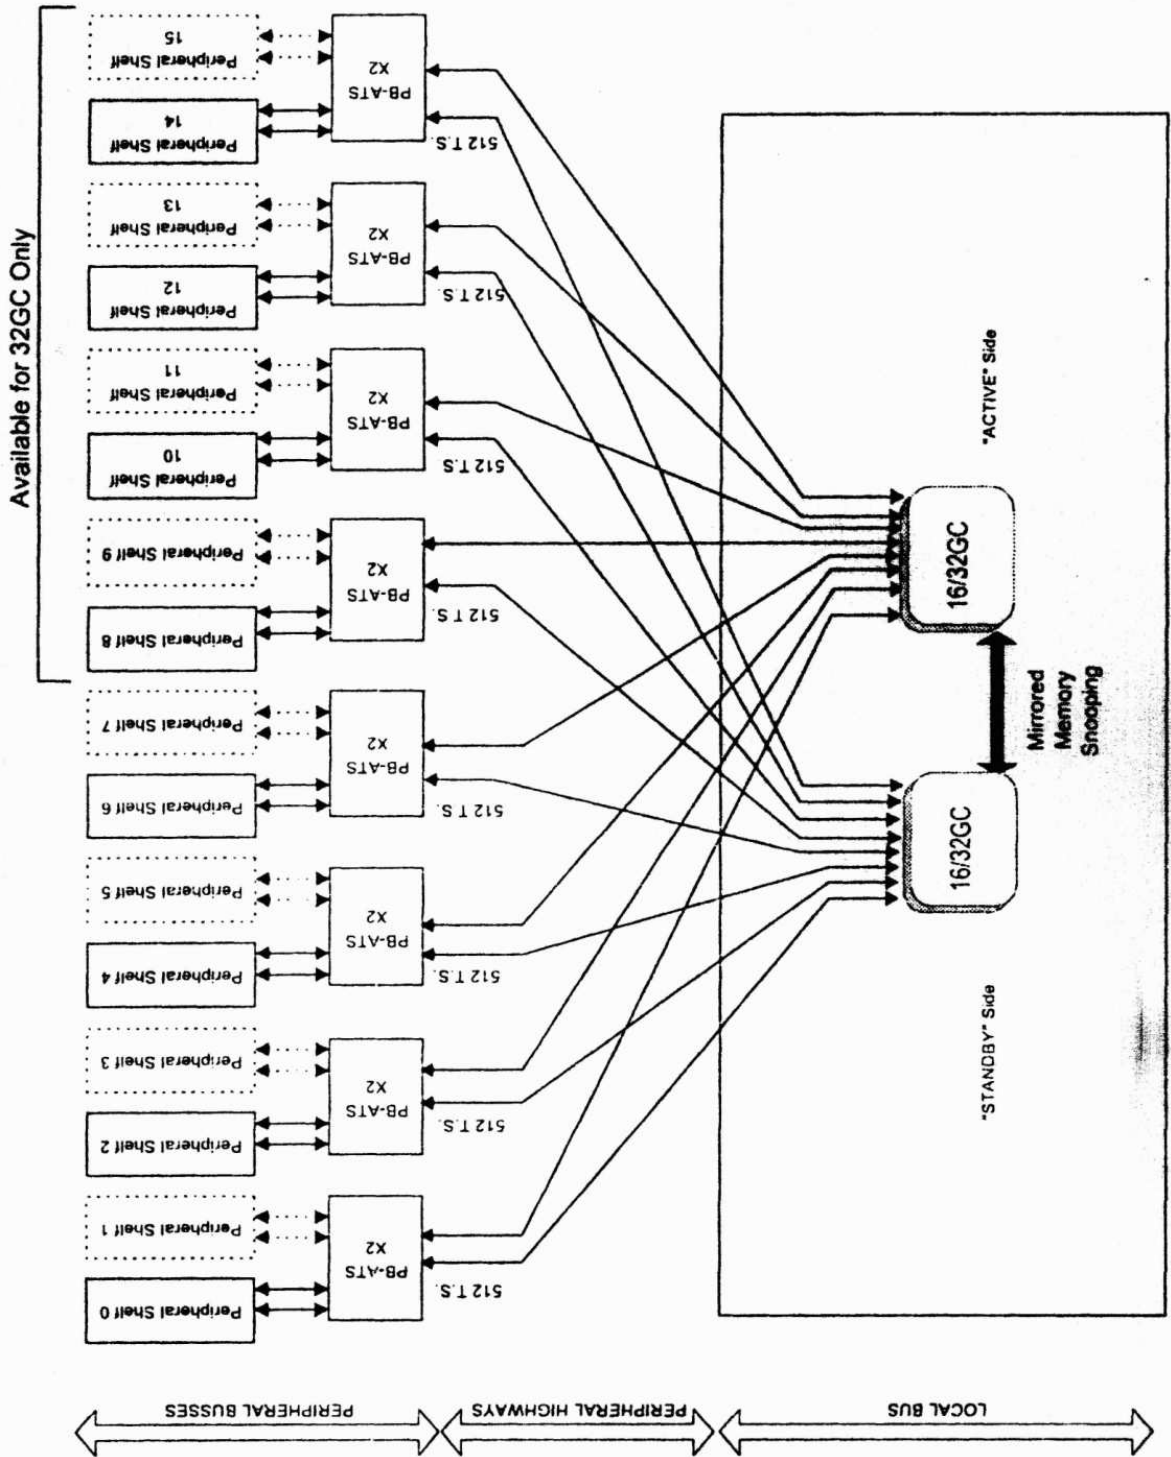 Available for 32GC Only
Peripheral Shelf
15
Peripheral Shelf
14
Peripheral Shelf
13
Peripheral Shelf
12
Peripheral Shelf
11
Peripheral Shelf
10
Peripheral Shelf 9
Peripheral Shelf 8
Peripheral Shelf 7
Peripheral Shelf 6
Peripheral Shelf 5
Peripheral Shelf 4
Peripheral Shelf 3
Peripheral Shelf 2
Peripheral Shelf 1
Peripheral Shelf 0
PB-ATS
X2
PB-ATS
X2
PB-ATS
X2
PB-ATS
X2
PB-ATS
X2
PB-ATS
X2
PB-ATS
X2
PB-ATS
X2
512 T.S.
512 T.S.
512 T.S.
512 T.S.
512 T.S.
512 T.S.
512 T.S.
512 T.S.
"ACTIVE" Side
16/32GC
Mirrored
Memory
Snooping
16/32GC
"STANDBY" Side
PERIPHERAL BUSSES
PERIPHERAL HIGHWAYS
LOCAL BUS